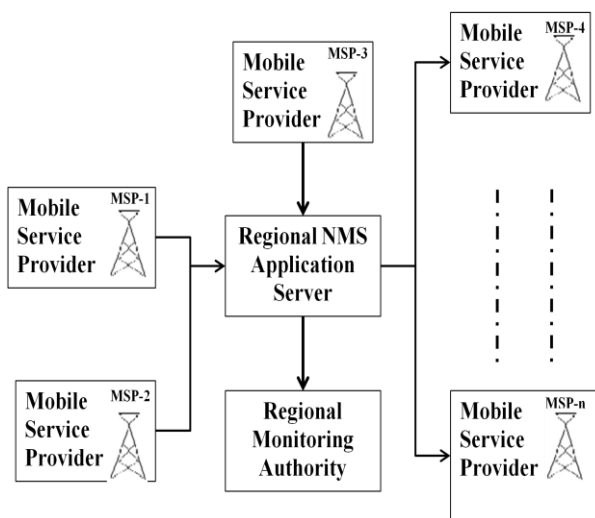 MSP-3
Mobile
Service
Provider
MSP-4
Mobile
Service
Provider
MSP-1
Mobile
Service
Provider
Regional NMS
Application
Server
MSP-2
Mobile
Service
Provider
Regional
Monitoring
Authority
MSP-n
Mobile
Service
Provider